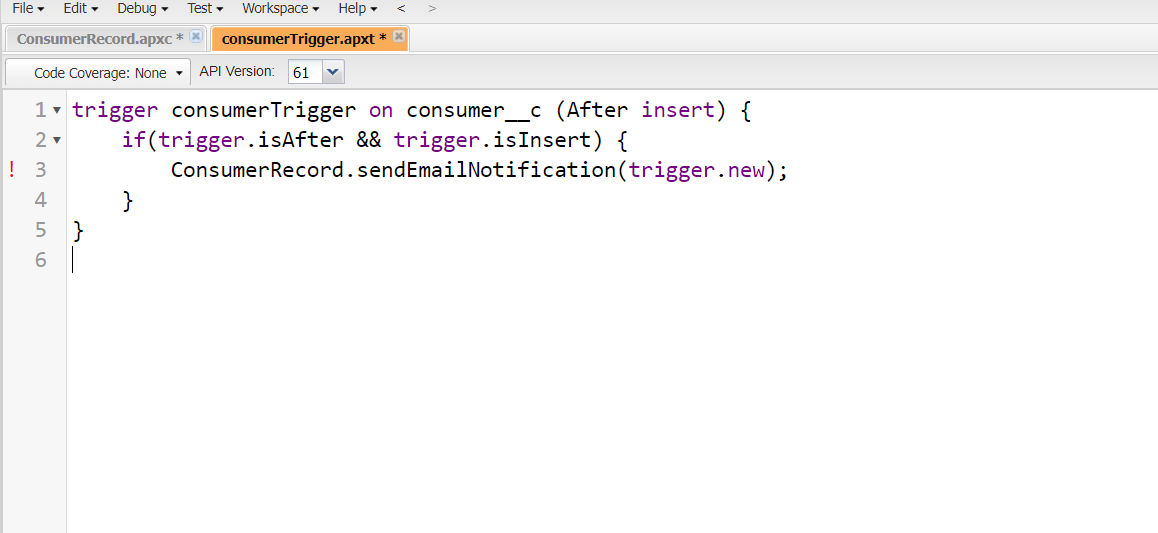 File Edit Debug Test Workspace Help < >
ConsumerRecord.apxc * consumerTrigger.apxt *
Code Coverage: None API Version: 61
1 trigger consumerTrigger on consumer__c (After insert) {
2 if(trigger.isAfter && trigger.isInsert) {
! 3 ConsumerRecord.sendEmailNotification(trigger.new);
4 }
5 }
6